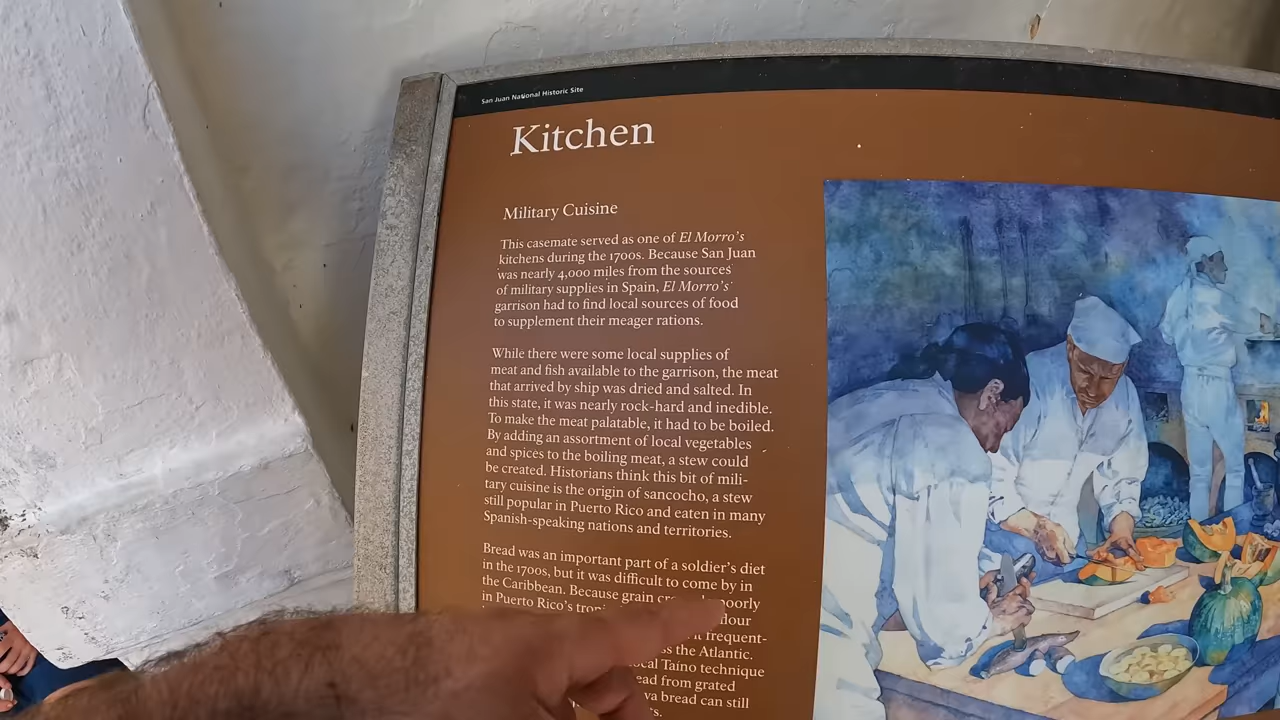 San Juan National Historic Site
Kitchen
Military Cuisine
This casemate served as one of El Morro's
kitchens during the 1700s. Because San Juan
was nearly 4,000 miles from the sources
of military supplies in Spain, El Morro's
garrison had to find local sources of food
to supplement their meager rations.
While there were some local supplies of
meat and fish available to the garrison, the meat
that arrived by ship was dried and salted. In
this state, it was nearly rock-hard and inedible.
To make the meat palatable, it had to be boiled.
By adding an assortment of local vegetables
and spices to the boiling meat, a stew could
be created. Historians think this bit of mili-
tary cuisine is the origin of sancocho, a stew
still popular in Puerto Rico and eaten in many
Spanish-speaking nations and territories.
Bread was an important part of a soldier's diet
in the 1700s, but it was difficult to come by in
the Caribbean. Because grain poorly
in Puerto Rico's
flour
it frequent-
the Atlantic.
Taíno technique
from grated
bread can still